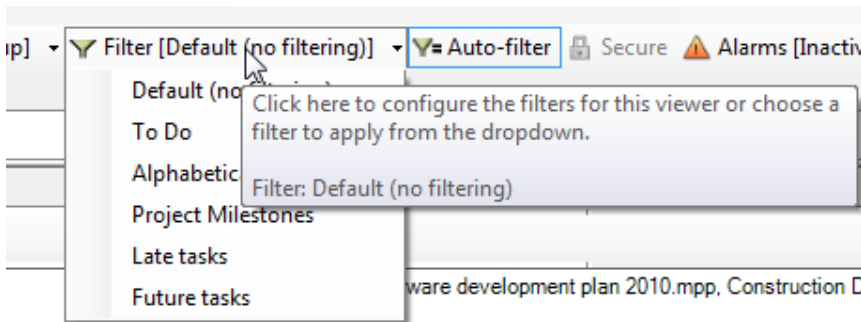 up] Filter [Default (no filtering)] Auto-filter Secure Alarms [Inactiv
Default (no
Click here to configure the filters for this viewer or choose a
To Do
filter to apply from the dropdown.
Alphabetic
Filter: Default (no filtering)
Project Milestones
Late tasks
ware development plan 2010.mpp, Construction D
Future tasks